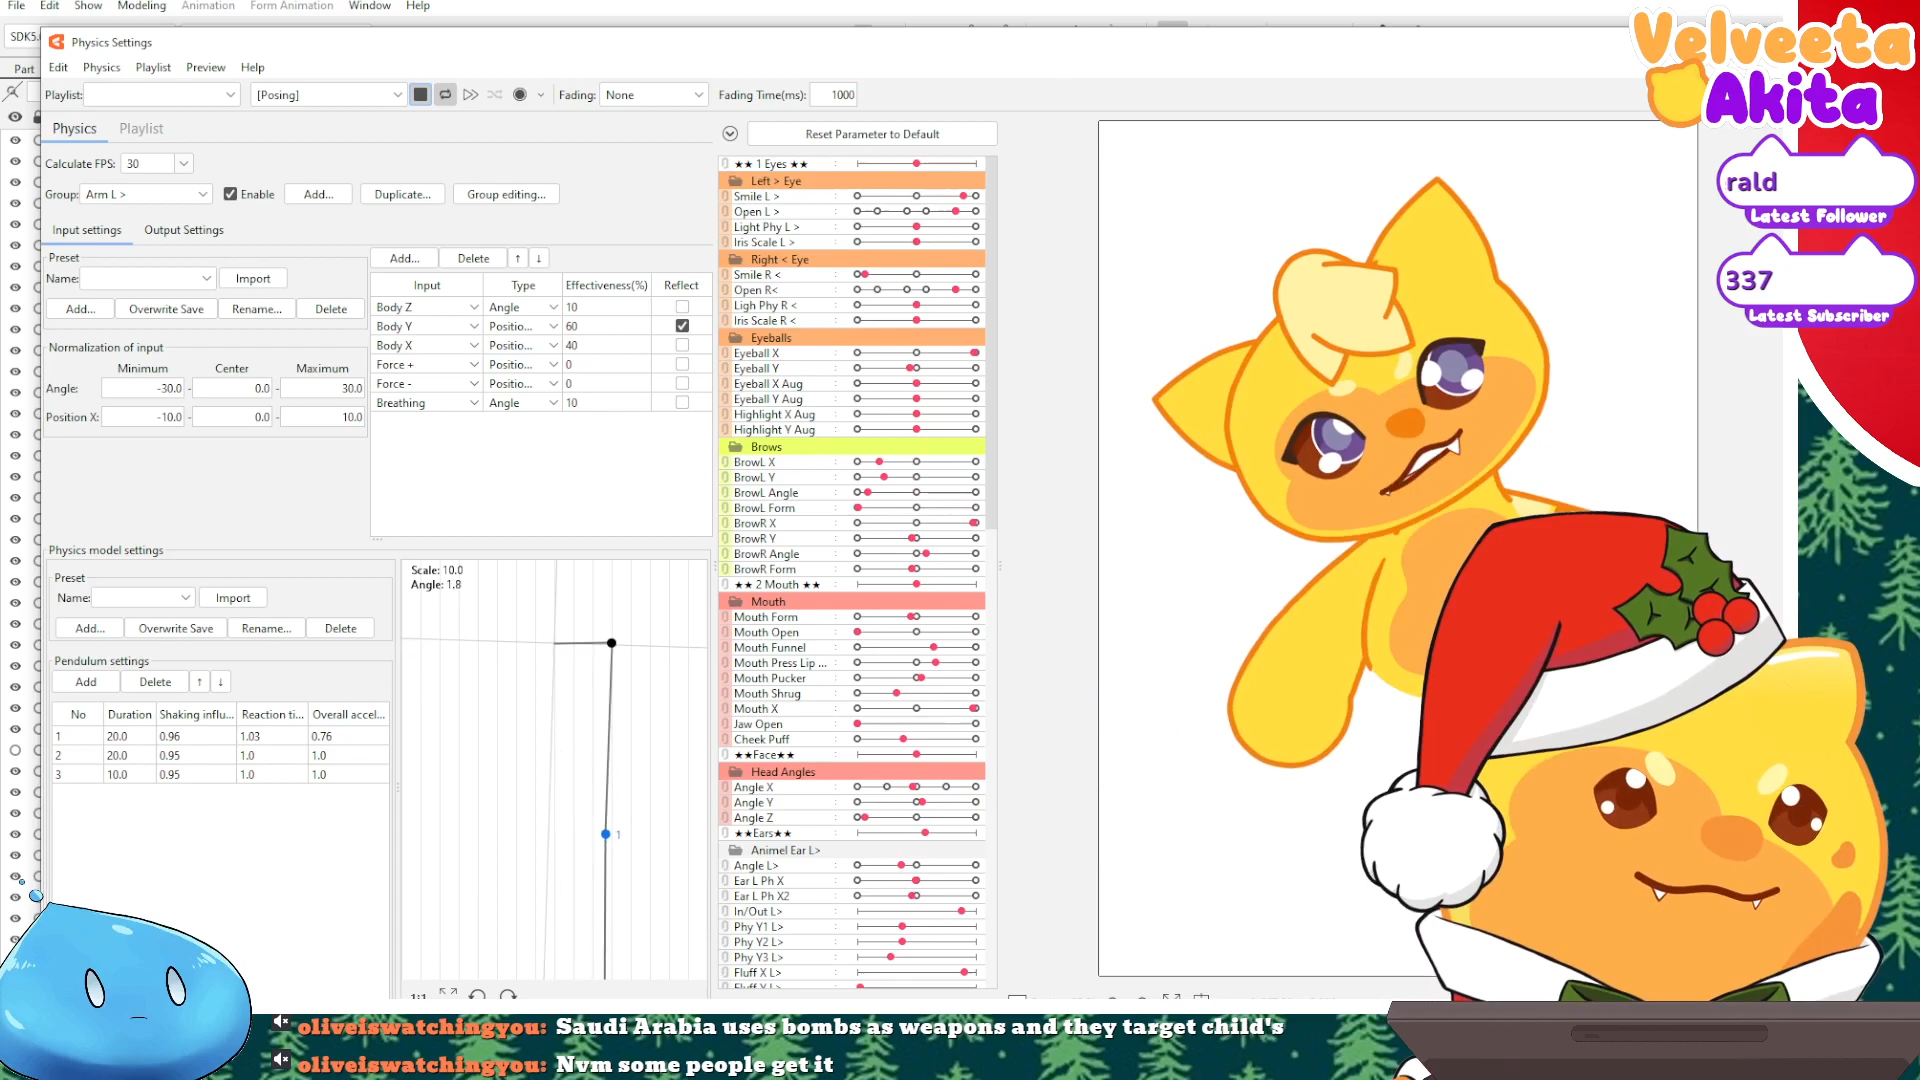 File Edit Show Modeling Animation Form Animation Window Help
SDK5.
Part
Physics Settings
Edit Physics Playlist Preview Help
Playlist: [Posing] Fading: None Fading Time(ms): 1000
Physics Playlist
Reset Parameter to Default
Calculate FPS: 30
Group: Arm L > Enable Add... Duplicate... Group editing...
Input settings Output Settings
Preset
Name: Import
Add... Overwrite Save Rename... Delete
Normalization of input
Minimum Center Maximum
Angle: -30.0 - 0.0 - 30.0
Position X: -10.0 - 0.0 - 10.0
Add... Delete ↑ ↓
Input Type Effectiveness(%) Reflect
Body Z Angle 10
Body Y Positio... 60
Body X Positio... 40
Force + Positio... 0
Force - Positio... 0
Breathing Angle 10
Physics model settings
Preset
Name: Import
Add... Overwrite Save Rename... Delete
Pendulum settings
Add Delete ↑ ↓
No Duration Shaking influ... Reaction ti... Overall accel...
1 20.0 0.96 1.03 0.76
2 20.0 0.95 1.0 1.0
3 10.0 0.95 1.0 1.0
Scale: 10.0
Angle: 1.8
1
1:1
★★ 1 Eyes ★★ :
Left > Eye
Smile L > :
Open L > :
Light Phy L > :
Iris Scale L > :
Right < Eye
Smile R < :
Open R< :
Ligh Phy R < :
Iris Scale R < :
Eyeballs
Eyeball X :
Eyeball Y :
Eyeball X Aug :
Eyeball Y Aug :
Highlight X Aug :
Highlight Y Aug :
Brows
BrowL X :
BrowL Y :
BrowL Angle :
BrowL Form :
BrowR X :
BrowR Y :
BrowR Angle :
BrowR Form :
★★ 2 Mouth ★★ :
Mouth
Mouth Form :
Mouth Open :
Mouth Funnel :
Mouth Press Lip ... :
Mouth Pucker :
Mouth Shrug :
Mouth X :
Jaw Open :
Cheek Puff :
★★Face★★ :
Head Angles
Angle X :
Angle Y :
Angle Z :
★★Ears★★ :
Animel Ear L>
Angle L> :
Ear L Ph X :
Ear L Ph X2 :
In/Out L> :
Phy Y1 L> :
Phy Y2 L> :
Phy Y3 L> :
Fluff X L> :
Fluff Y L> :
Velveeta
Akita
rald
Latest Follower
337
Latest Subscriber
oliveiswatchingyou: Saudi Arabia uses bombs as weapons and they target child's
oliveiswatchingyou: Nvm some people get it